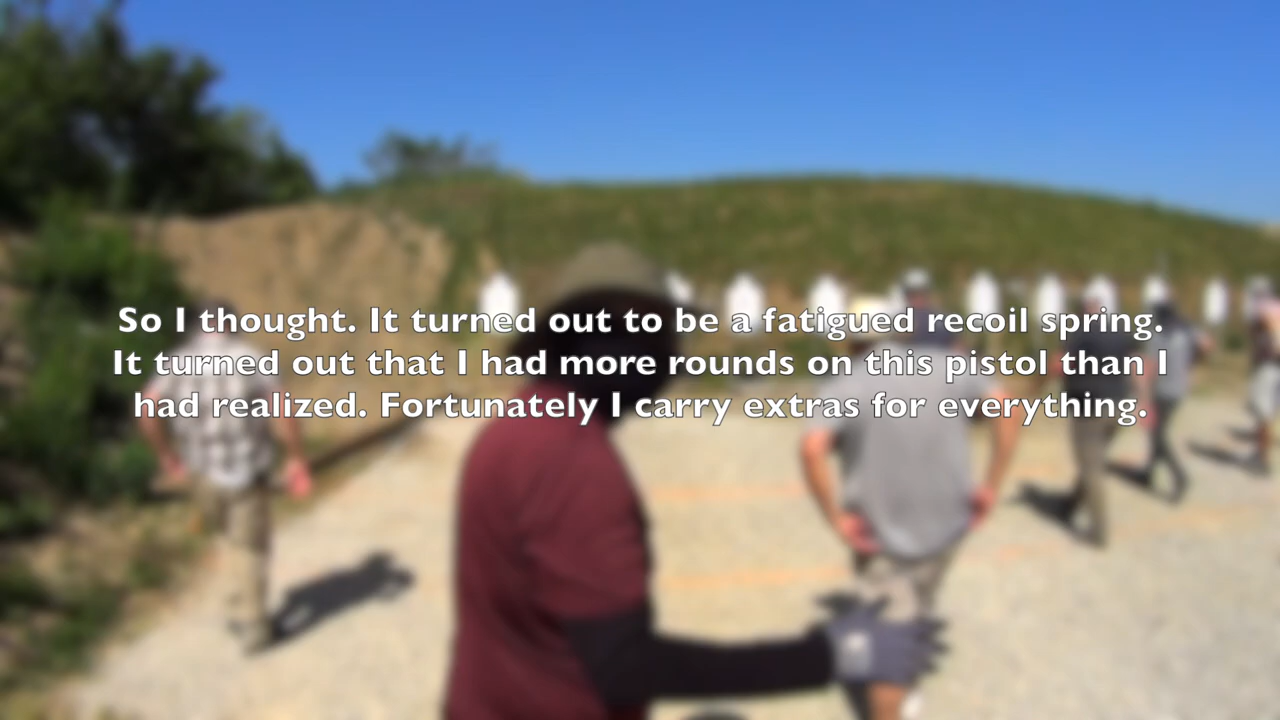 So I thought. It turned out to be a fatigued recoil spring.
It turned out that I had more rounds on this pistol than I
had realized. Fortunately I carry extras for everything.